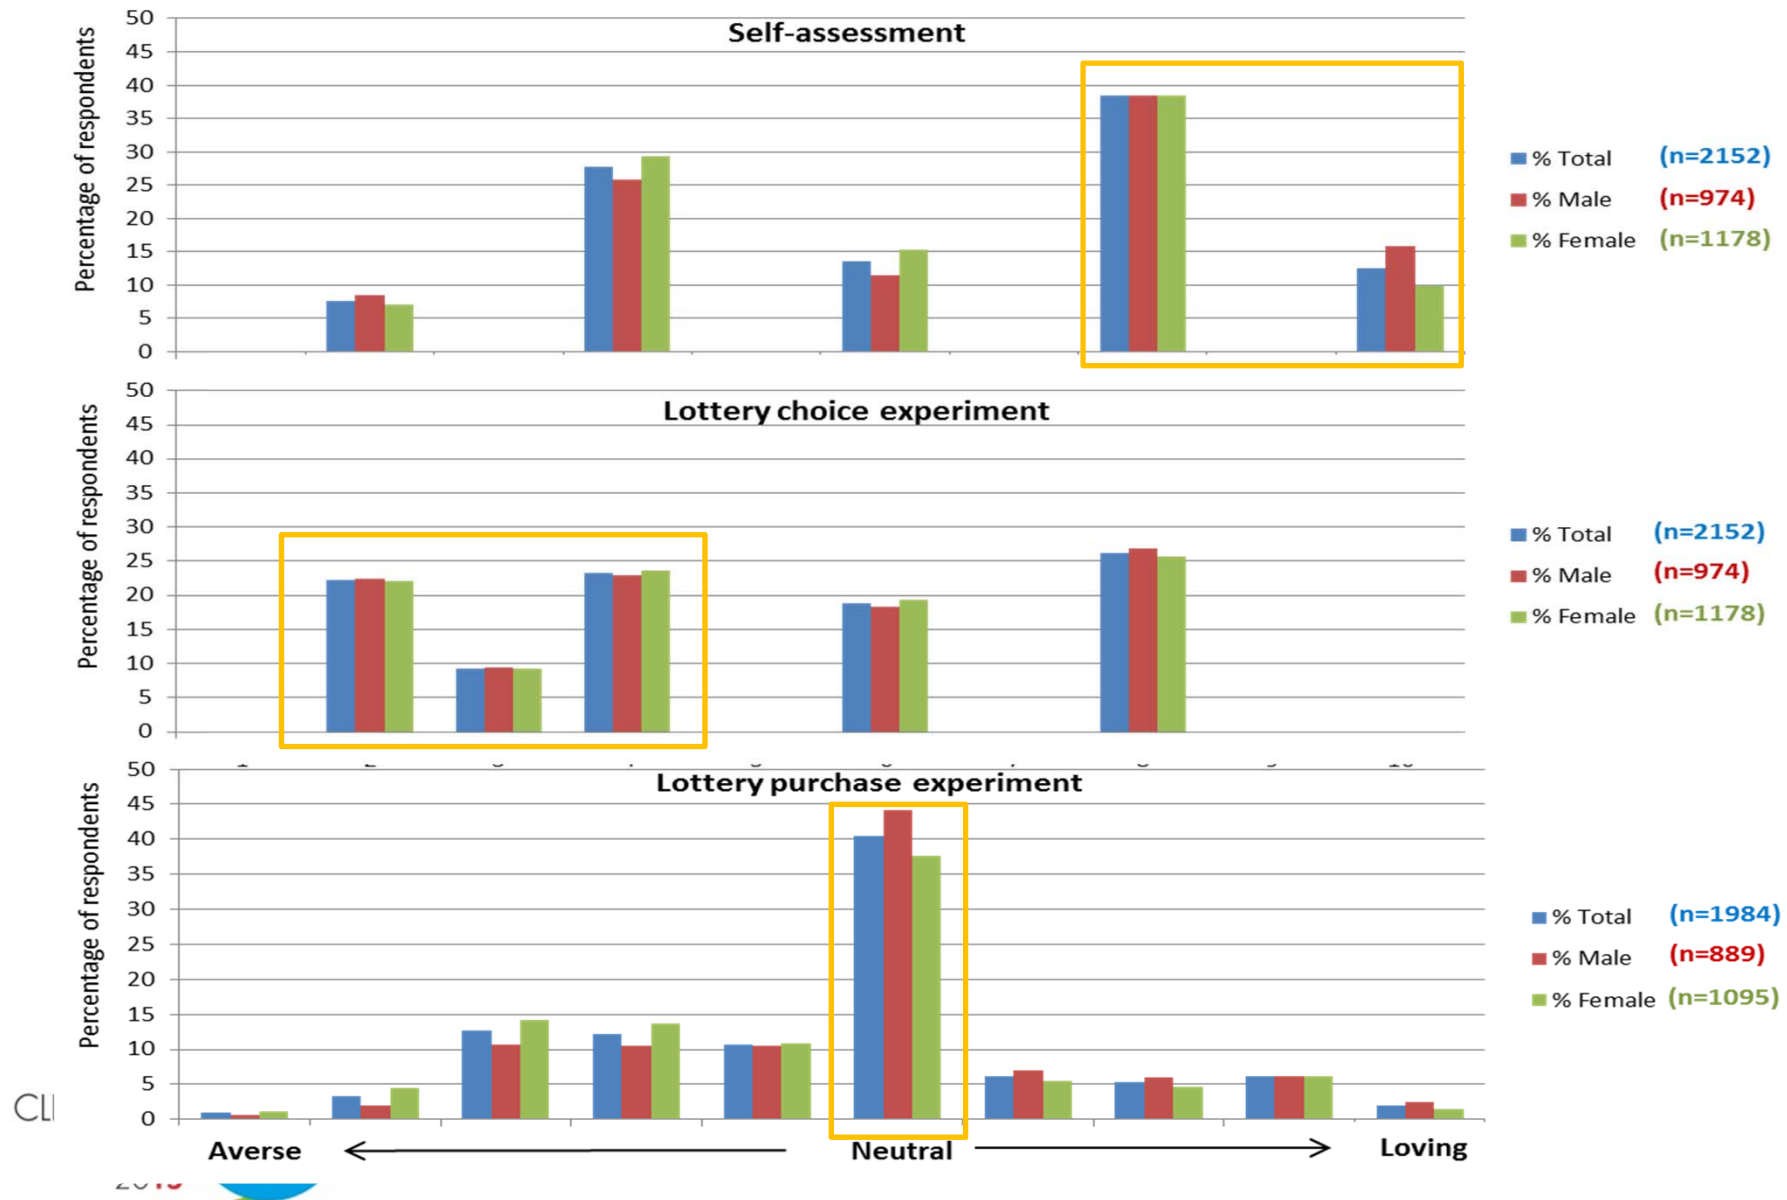 Self-assessment
Percentage of respondents
50
45
40
35
30
25
20
15
10
5
0
% Total (n=2152)
% Male (n=974)
% Female (n=1178)
Lottery choice experiment
Percentage of respondents
50
45
40
35
30
25
20
15
10
5
0
% Total (n=2152)
% Male (n=974)
% Female (n=1178)
Lottery purchase experiment
Percentage of respondents
50
45
40
35
30
25
20
15
10
5
0
% Total (n=1984)
% Male (n=889)
% Female (n=1095)
Averse Neutral Loving